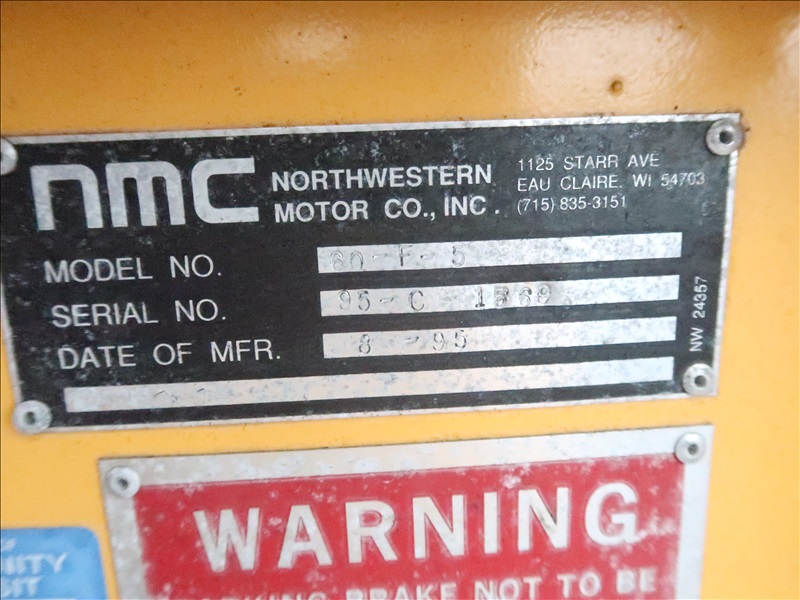 nmc
NORTHWESTERN MOTOR CO., INC.
1125 STARR AVE
EAU CLAIRE. WI 54703
(715) 835-3151
MODEL NO. 60-F-5
SERIAL NO. 95-C
DATE OF MFR. 8-95
NW 24357
WARNING
BRAKE NOT TO BE